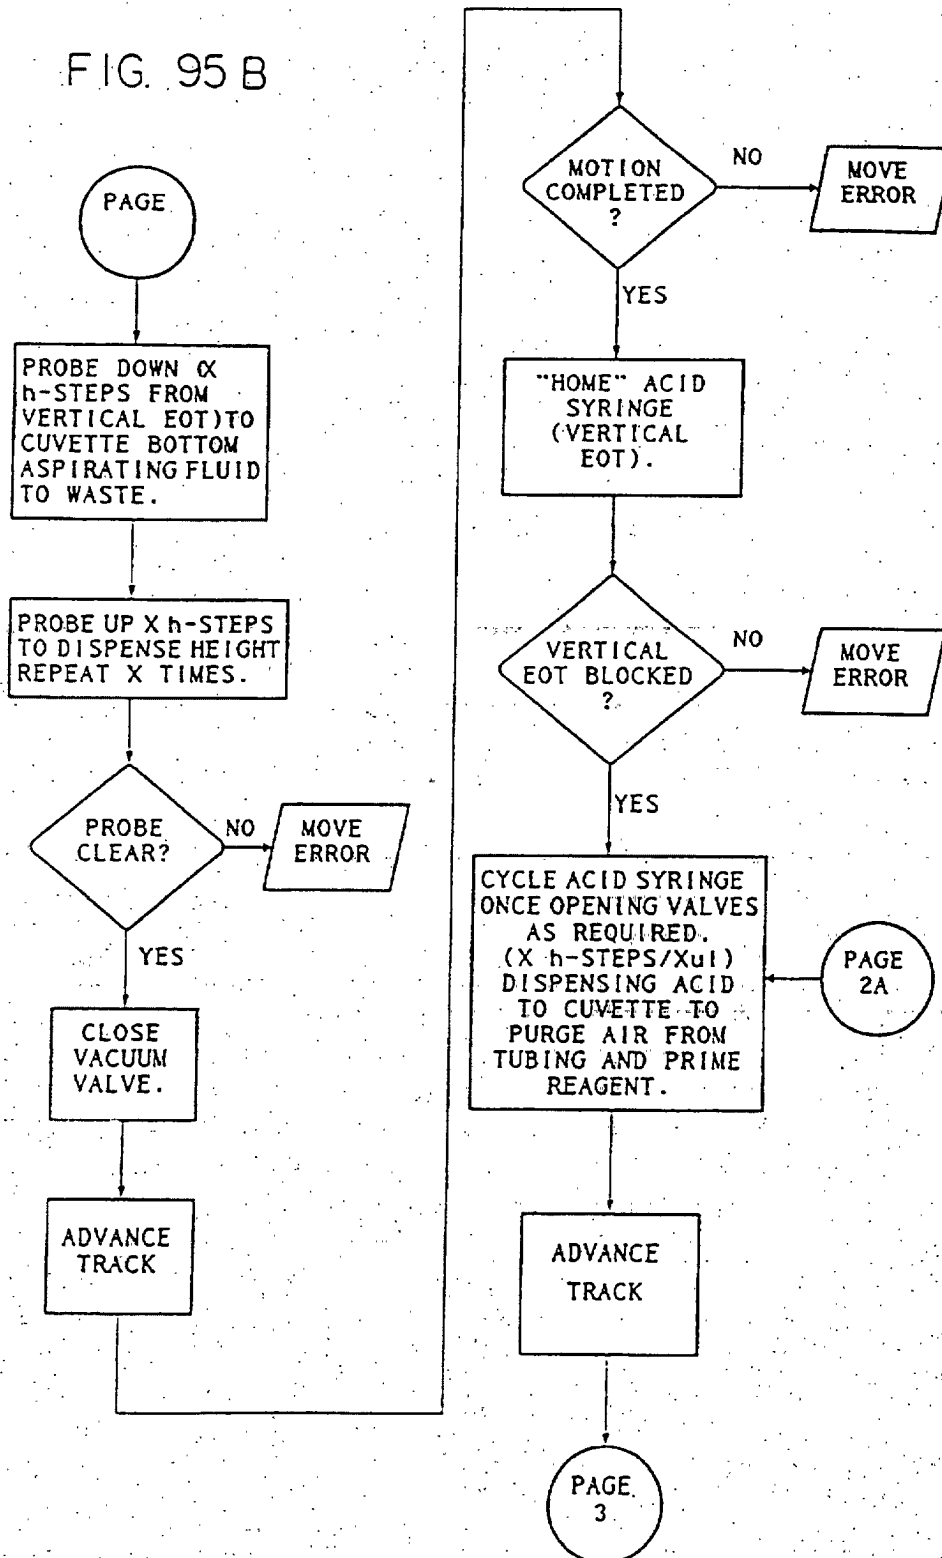 FIG. 95 B
PAGE
PROBE DOWN (X
h-STEPS FROM
VERTICAL EOT) TO
CUVETTE BOTTOM
ASPIRATING FLUID
TO WASTE.
PROBE UP X h-STEPS
TO DISPENSE HEIGHT
REPEAT X TIMES.
PROBE
CLEAR?
NO
MOVE
ERROR
YES
CLOSE
VACUUM
VALVE.
ADVANCE
TRACK
MOTION
COMPLETED
?
NO
MOVE
ERROR
YES
"HOME" ACID
SYRINGE
(VERTICAL
EOT).
VERTICAL
EOT BLOCKED
?
NO
MOVE
ERROR
YES
CYCLE ACID SYRINGE
ONCE OPENING VALVES
AS REQUIRED.
(X h-STEPS/Xul)
DISPENSING ACID
TO CUVETTE TO
PURGE AIR FROM
TUBING AND PRIME
REAGENT.
PAGE
2A
ADVANCE
TRACK
PAGE
3